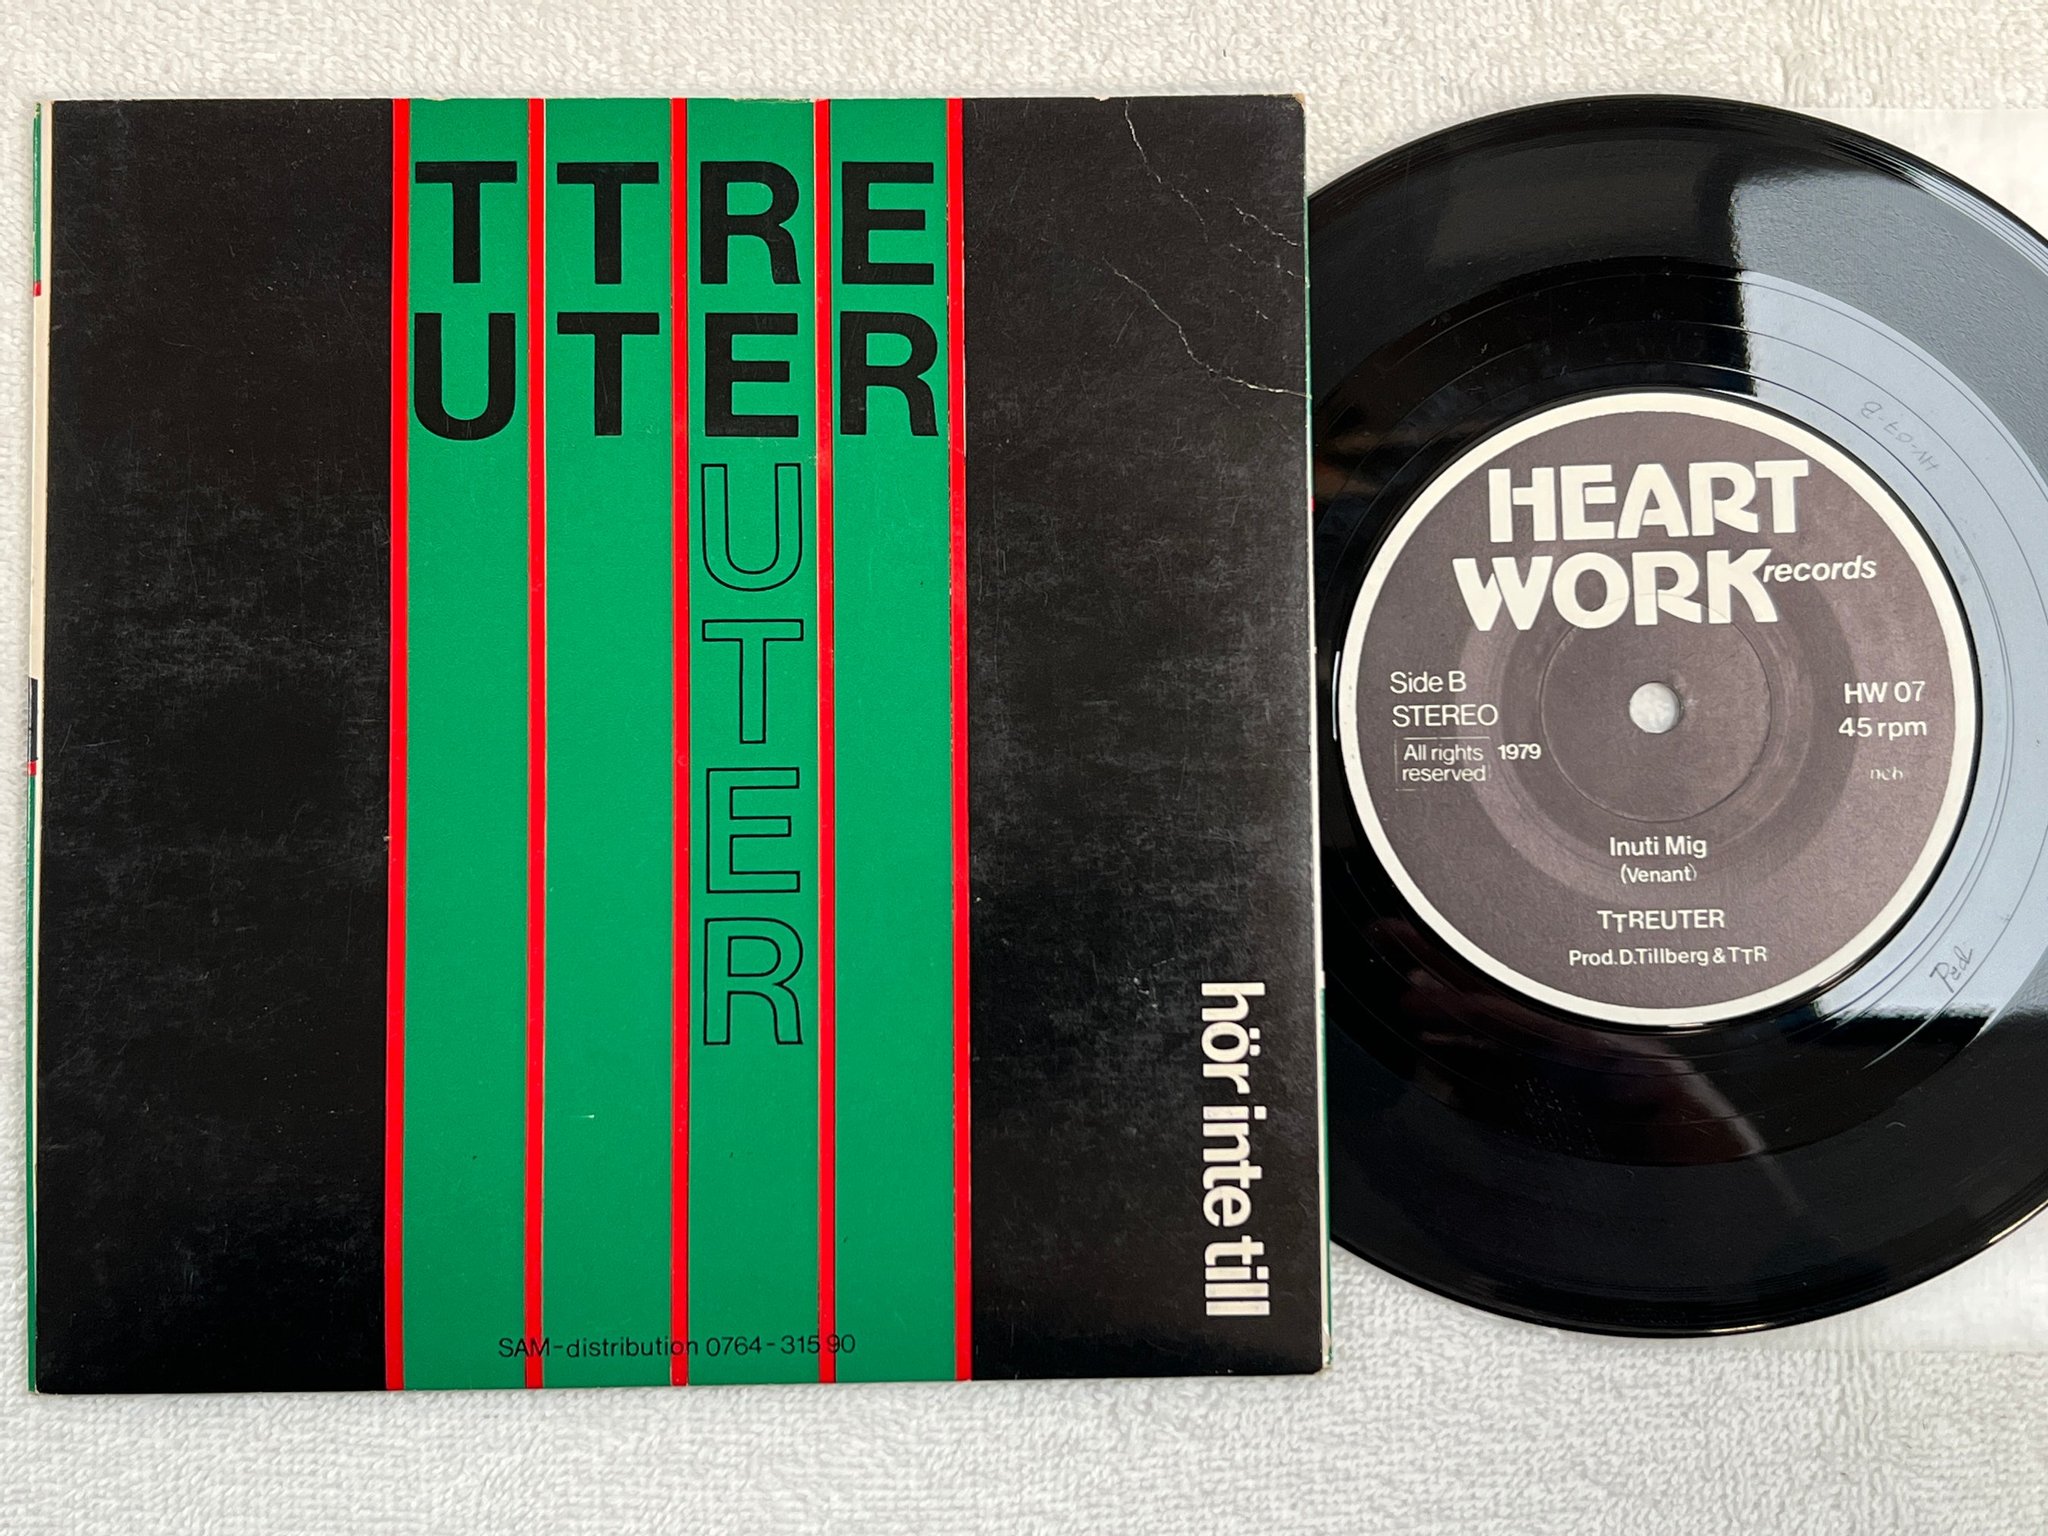 TTRE
UTER
U
T
E
R
hör inte till
SAM-distribution 0764-315 90
HEART
WORK records
Side B
STEREO
All rights 1979
reserved
HW 07
45 rpm
ncb
Inuti Mig
(Venant)
TTREUTER
Prod. D. Tillberg & TTR